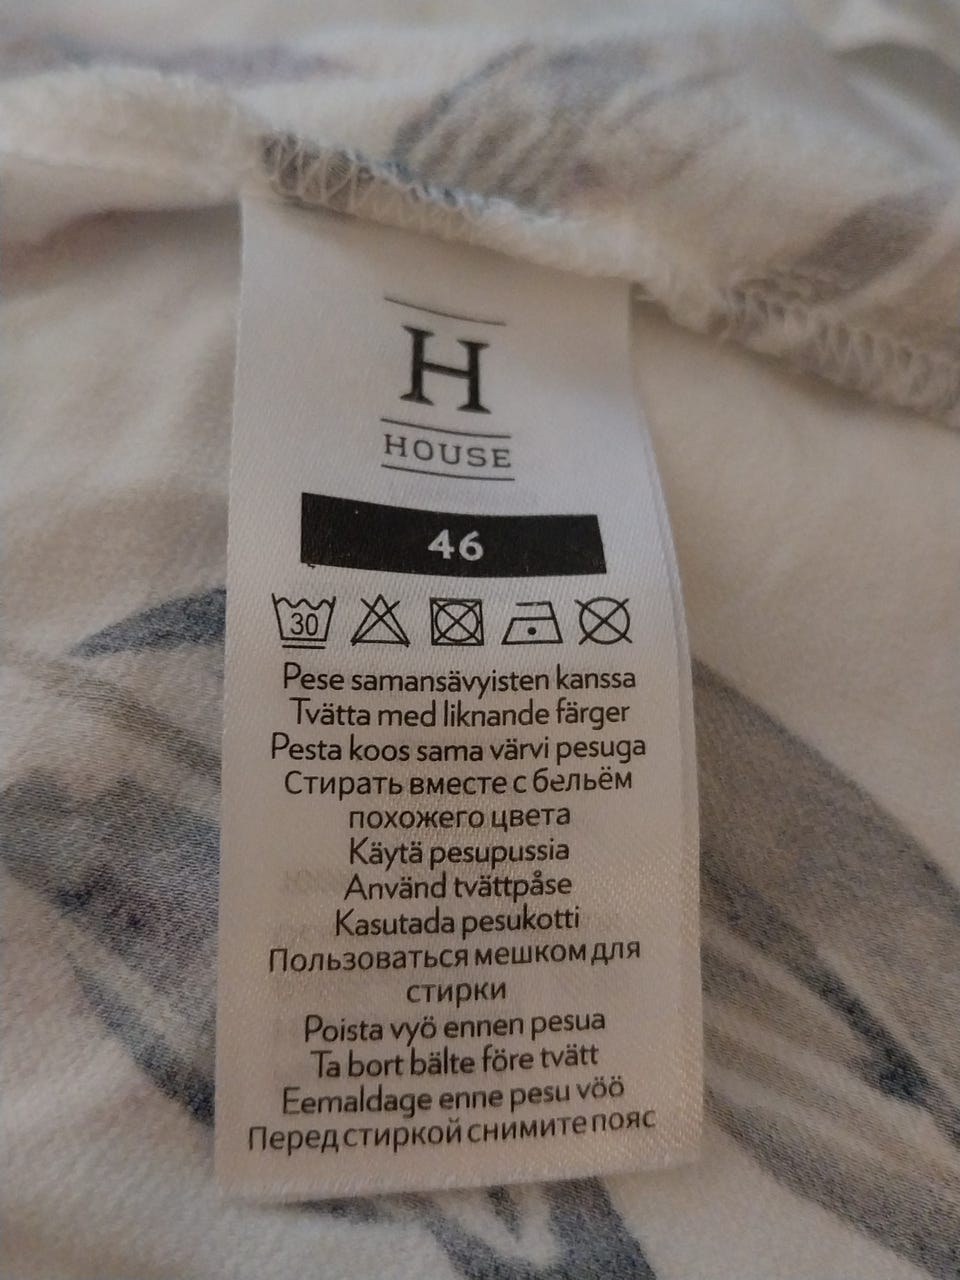 H
HOUSE
46
30
Pese samansävyisten kanssa
Tvätta med liknande färger
Pesta koos sama värvi pesuga
Стирать вместе с бельём
похожего цвета
Käytä pesupussia
Använd tvättpåse
Kasutada pesukotti
Пользоваться мешком для
стирки
Poista vyö ennen pesua
Ta bort bälte före tvätt
Eemaldage enne pesu vöö
Перед стиркой снимите пояс